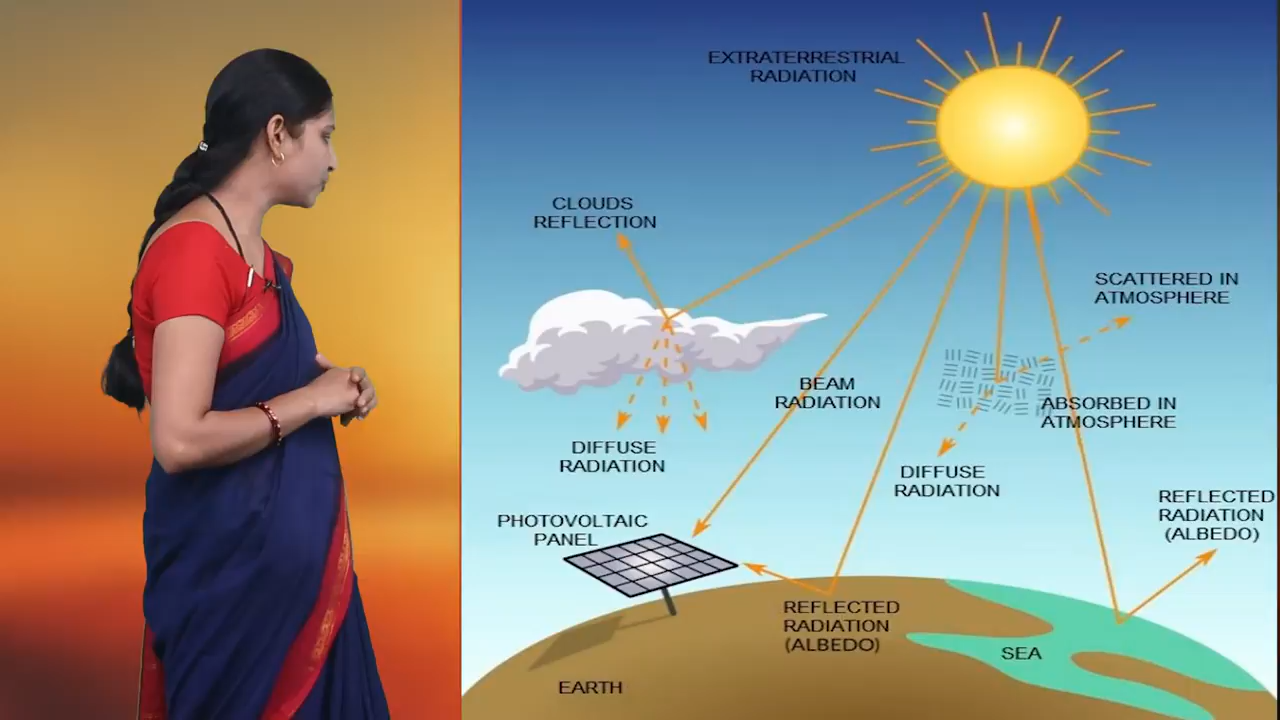 EXTRATERRESTRIAL
RADIATION
CLOUDS
REFLECTION
SCATTERED IN
ATMOSPHERE
BEAM
RADIATION
ABSORBED IN
ATMOSPHERE
DIFFUSE
RADIATION
DIFFUSE
RADIATION
REFLECTED
RADIATION
(ALBEDO)
PHOTOVOLTAIC
PANEL
REFLECTED
RADIATION
(ALBEDO)
SEA
EARTH